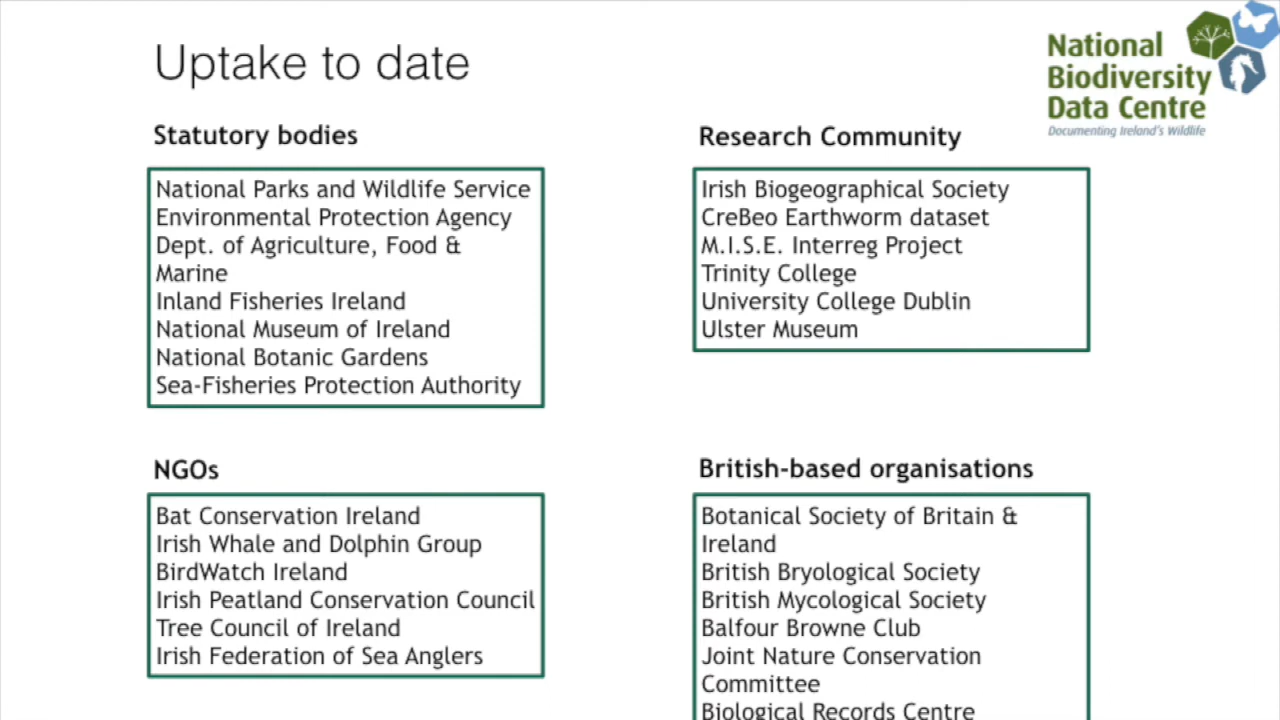 Uptake to date
National
Biodiversity
Data Centre
Documenting Ireland's Wildlife
Statutory bodies
National Parks and Wildlife Service
Environmental Protection Agency
Dept. of Agriculture, Food &
Marine
Inland Fisheries Ireland
National Museum of Ireland
National Botanic Gardens
Sea-Fisheries Protection Authority
Research Community
Irish Biogeographical Society
CreBeo Earthworm dataset
M.I.S.E. Interreg Project
Trinity College
University College Dublin
Ulster Museum
NGOs
Bat Conservation Ireland
Irish Whale and Dolphin Group
BirdWatch Ireland
Irish Peatland Conservation Council
Tree Council of Ireland
Irish Federation of Sea Anglers
British-based organisations
Botanical Society of Britain &
Ireland
British Bryological Society
British Mycological Society
Balfour Browne Club
Joint Nature Conservation
Committee
Biological Records Centre